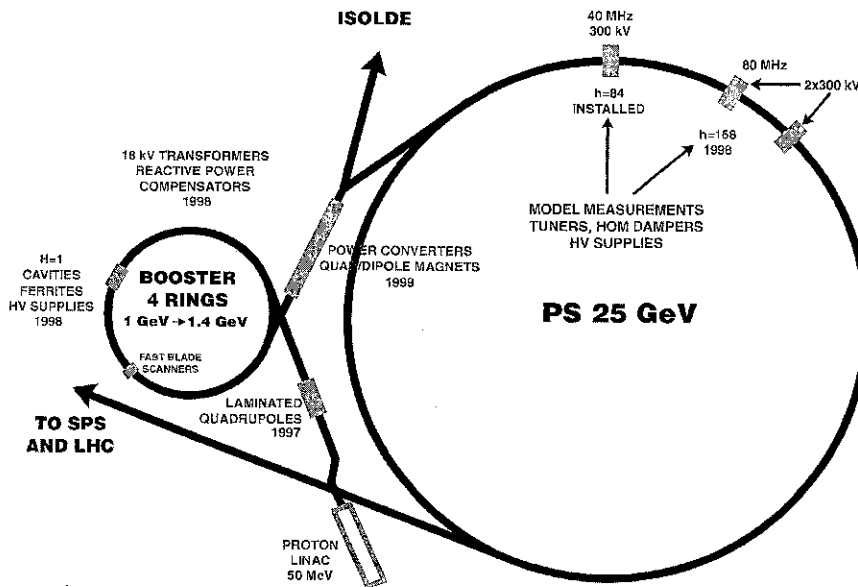 ISOLDE
40 MHz
300 kV
80 MHz
2x300 kV
h=84
INSTALLED
h=168
1998
18 kV TRANSFORMERS
REACTIVE POWER
COMPENSATORS
1998
MODEL MEASUREMENTS
TUNERS, HOM DAMPERS
HV SUPPLIES
POWER CONVERTERS
QUAD/DIPOLE MAGNETS
1999
H=1
CAVITIES
FERRITES
HV SUPPLIES
1998
BOOSTER
4 RINGS
1 GeV → 1.4 GeV
FAST BLADE
SCANNERS
PS 25 GeV
LAMINATED
QUADRUPOLES
1997
TO SPS
AND LHC
PROTON
LINAC
50 MeV